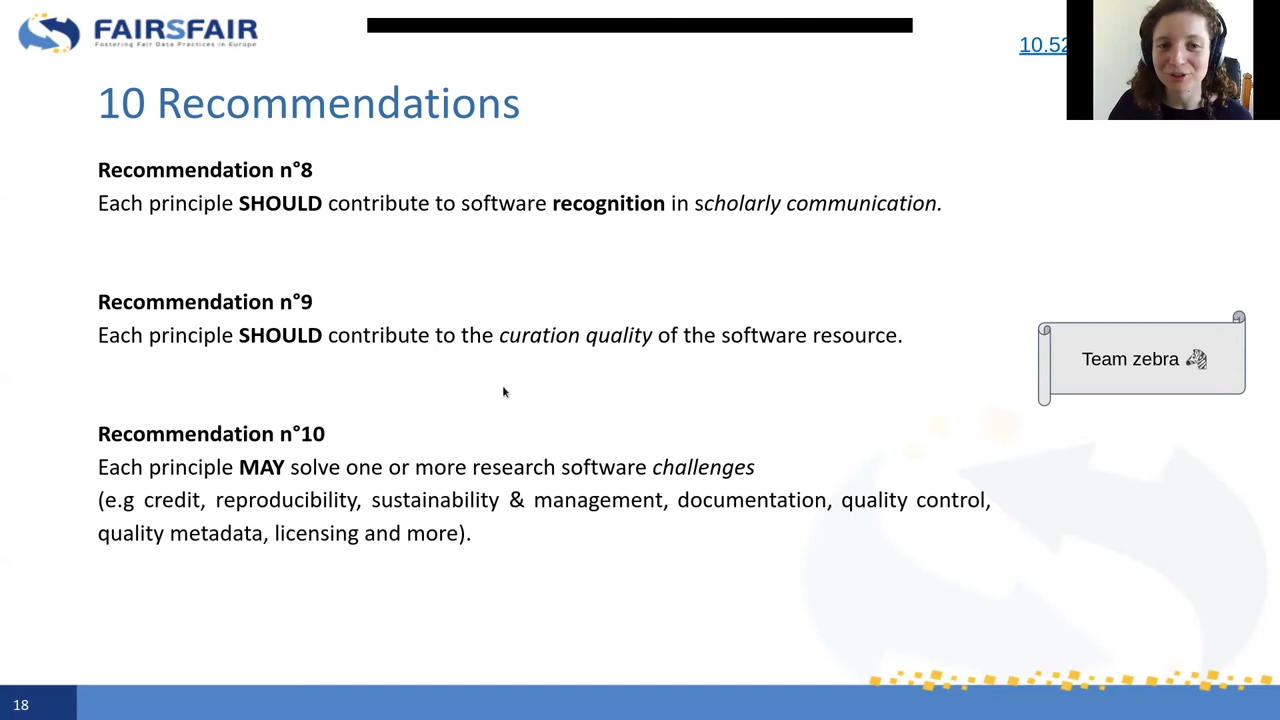 FAIRSFAIR
Fostering Fair Data Practices in Europe
10.52
10 Recommendations
Recommendation n°8
Each principle SHOULD contribute to software recognition in scholarly communication.
Recommendation n°9
Each principle SHOULD contribute to the curation quality of the software resource.
Team zebra 🦓
Recommendation n°10
Each principle MAY solve one or more research software challenges
(e.g credit, reproducibility, sustainability & management, documentation, quality control,
quality metadata, licensing and more).
18